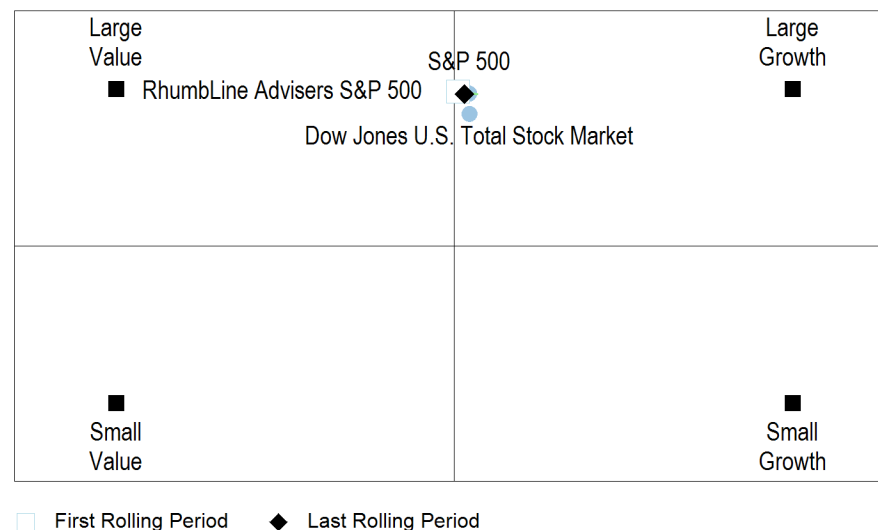 Large
Value
Large
Growth
S&P 500
RhumbLine Advisers S&P 500
Dow Jones U.S. Total Stock Market
Small
Value
Small
Growth
First Rolling Period
Last Rolling Period